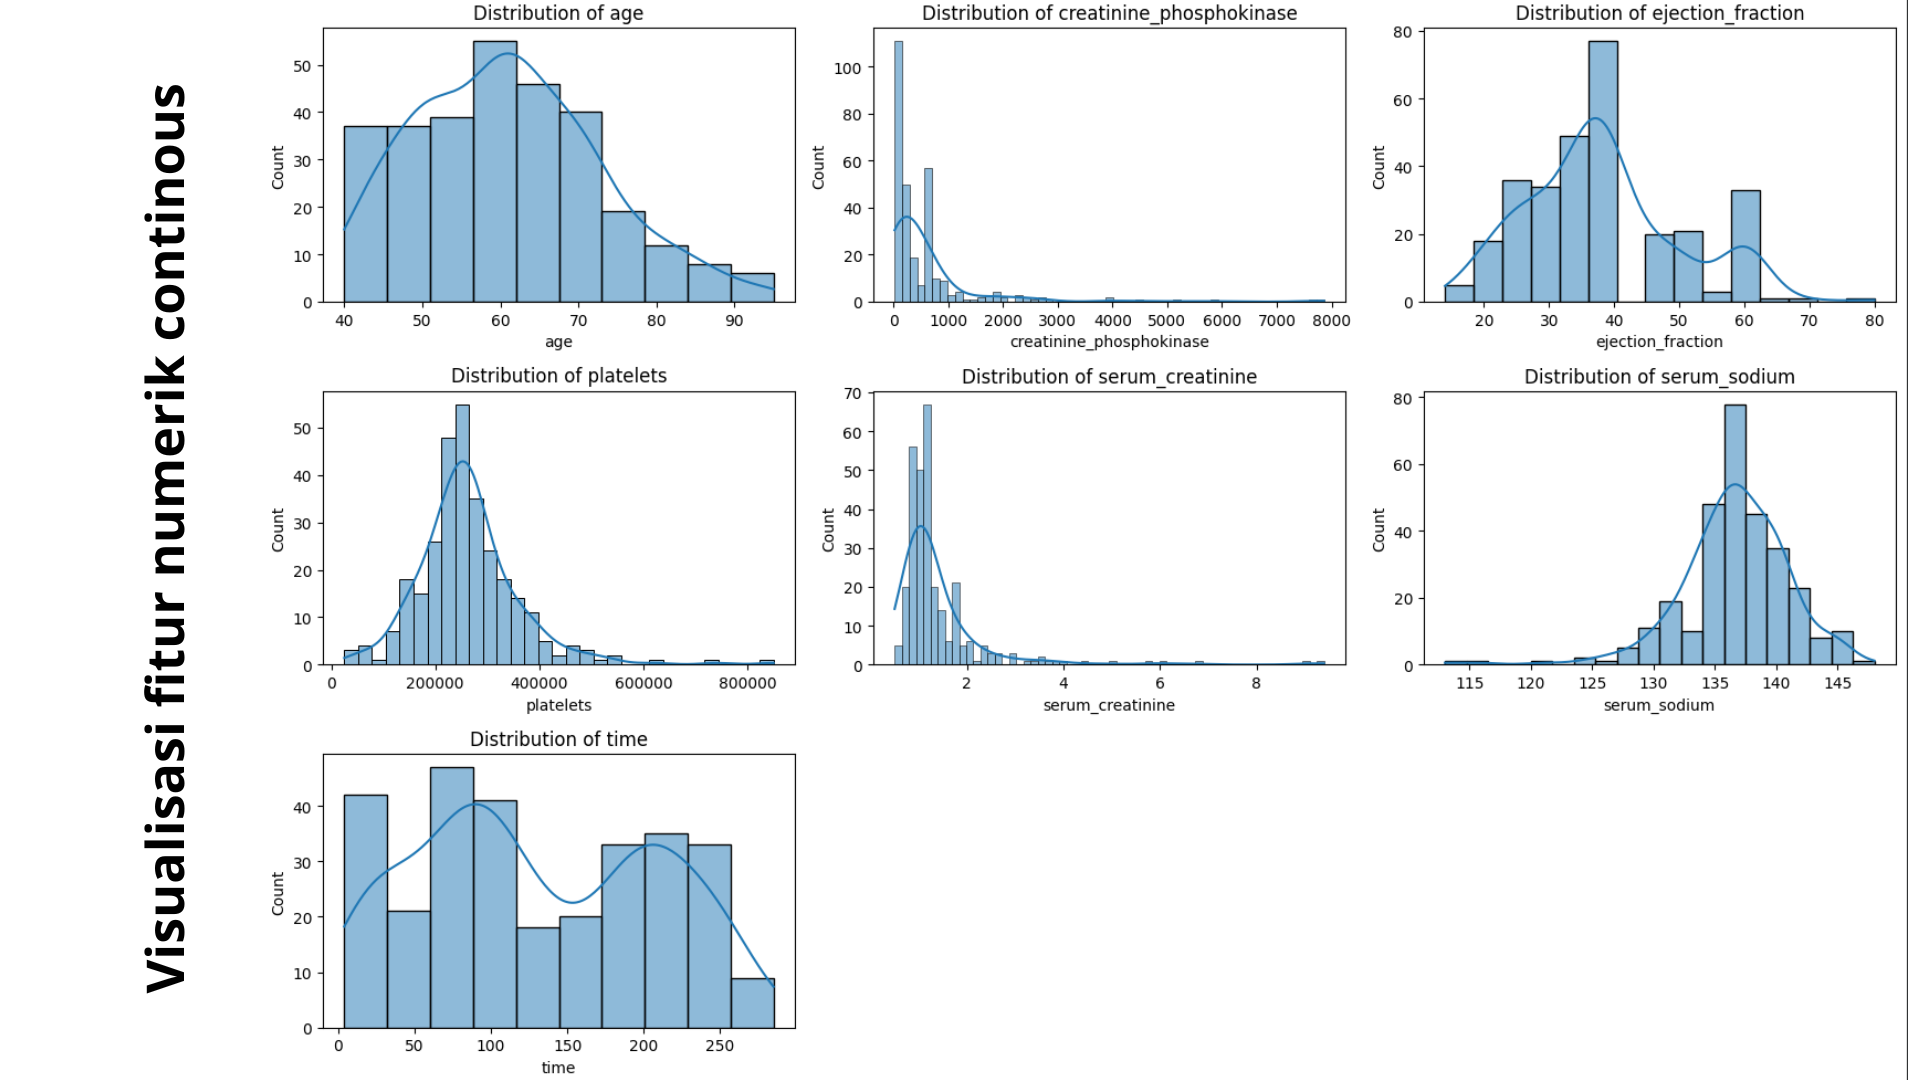 Visualisasi fitur numerik continous
Distribution of age
Count
50
40
30
20
10
0
40 50 60 70 80 90
age
Distribution of creatinine_phosphokinase
Count
100
80
60
40
20
0
0 1000 2000 3000 4000 5000 6000 7000 8000
creatinine_phosphokinase
Distribution of ejection_fraction
Count
80
60
40
20
0
20 30 40 50 60 70 80
ejection_fraction
Distribution of platelets
Count
50
40
30
20
10
0
0 200000 400000 600000 800000
platelets
Distribution of serum_creatinine
Count
70
60
50
40
30
20
10
0
2 4 6 8
serum_creatinine
Distribution of serum_sodium
Count
80
60
40
20
0
115 120 125 130 135 140 145
serum_sodium
Distribution of time
Count
40
30
20
10
0
0 50 100 150 200 250
time